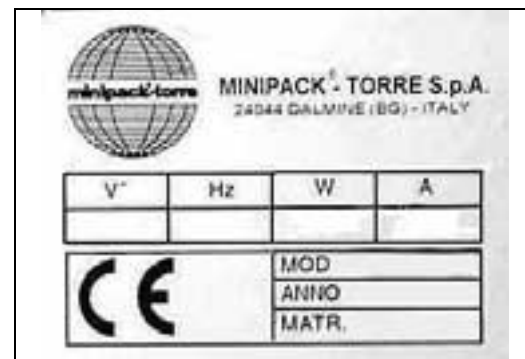 minipack-torre
MINIPACK®- TORRE S.p.A.
24044 DALMINE (BG) - ITALY
V~ Hz W A
CE
MOD
ANNO
MATR.